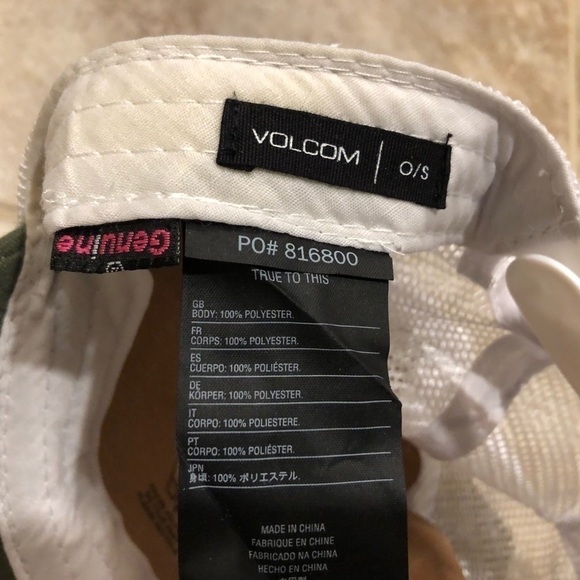 VOLCOM | O/S
Genuine
PO# 816800
TRUE TO THIS
GB
BODY: 100% POLYESTER.
FR
CORPS: 100% POLYESTER.
ES
CUERPO: 100% POLIÉSTER.
DE
KÖRPER: 100% POLYESTER.
IT
CORPO: 100% POLIESTERE.
PT
CORPO: 100% POLIÉSTER.
JPN
身頃: 100% ポリエステル.
MADE IN CHINA
FABRIQUE EN CHINE
FABRICADO NA CHINA
HECHO EN CHINA